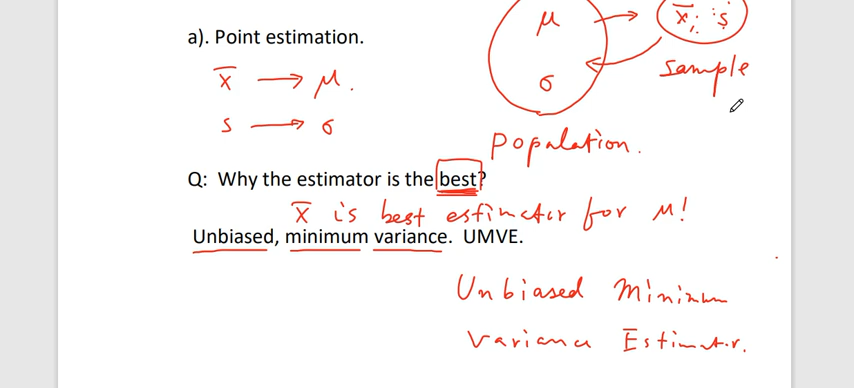 μ
x̄, s
a). Point estimation.
Sample
x̄ → μ.
σ
s → σ
population.
Q: Why the estimator is the best?
x̄ is best estimator for μ!
Unbiased, minimum variance. UMVE.
Unbiased Minimum
Variance Estimator.